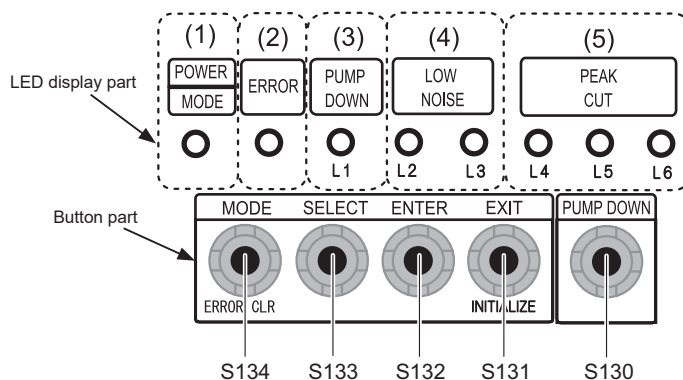 (1) (2) (3) (4) (5)
LED display part
POWER
MODE
ERROR
PUMP
DOWN
LOW
NOISE
PEAK
CUT
L1 L2 L3 L4 L5 L6
Button part
MODE SELECT ENTER EXIT PUMP DOWN
ERROR CLR INITIALIZE
S134 S133 S132 S131 S130